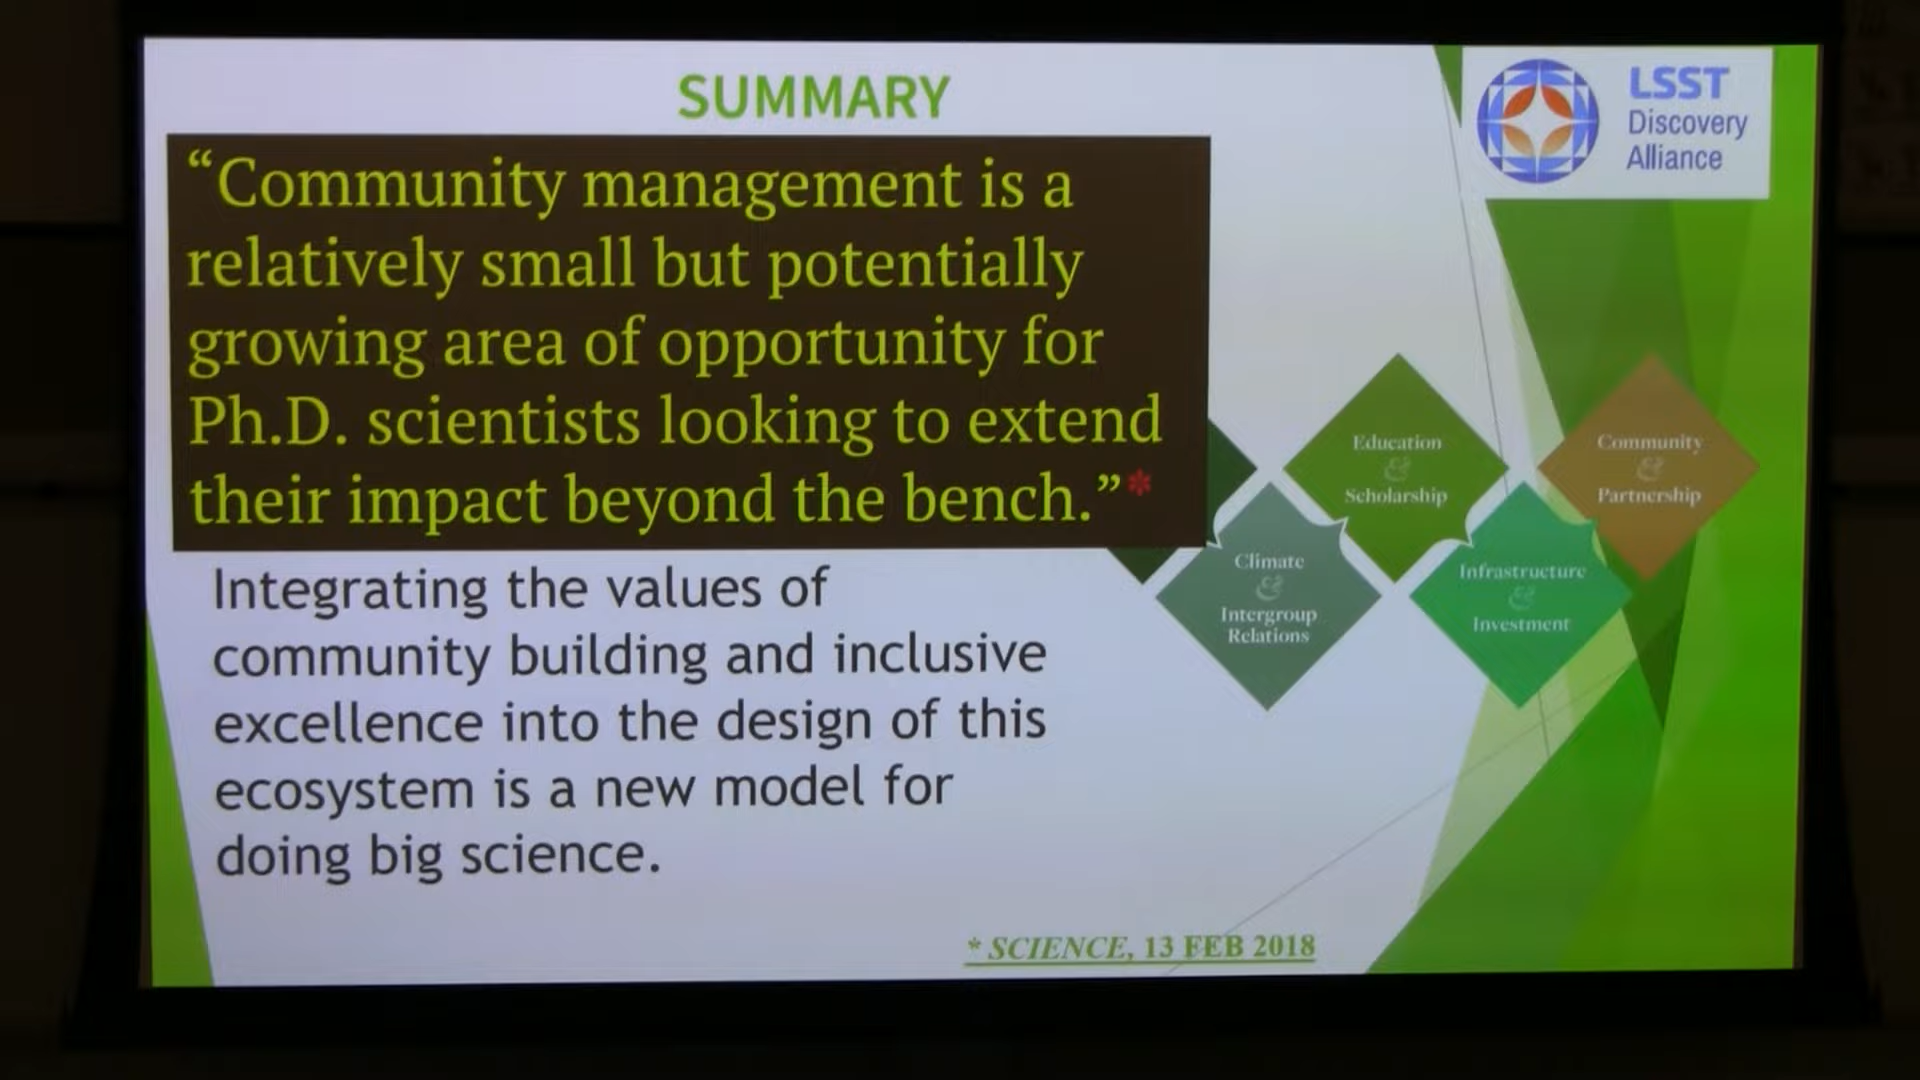 SUMMARY
LSST
Discovery
Alliance
“Community management is a
relatively small but potentially
growing area of opportunity for
Ph.D. scientists looking to extend
their impact beyond the bench.”*
Integrating the values of
community building and inclusive
excellence into the design of this
ecosystem is a new model for
doing big science.
Education
&
Scholarship
Community
&
Partnership
Climate
&
Intergroup
Relations
Infrastructure
&
Investment
* SCIENCE, 13 FEB 2018